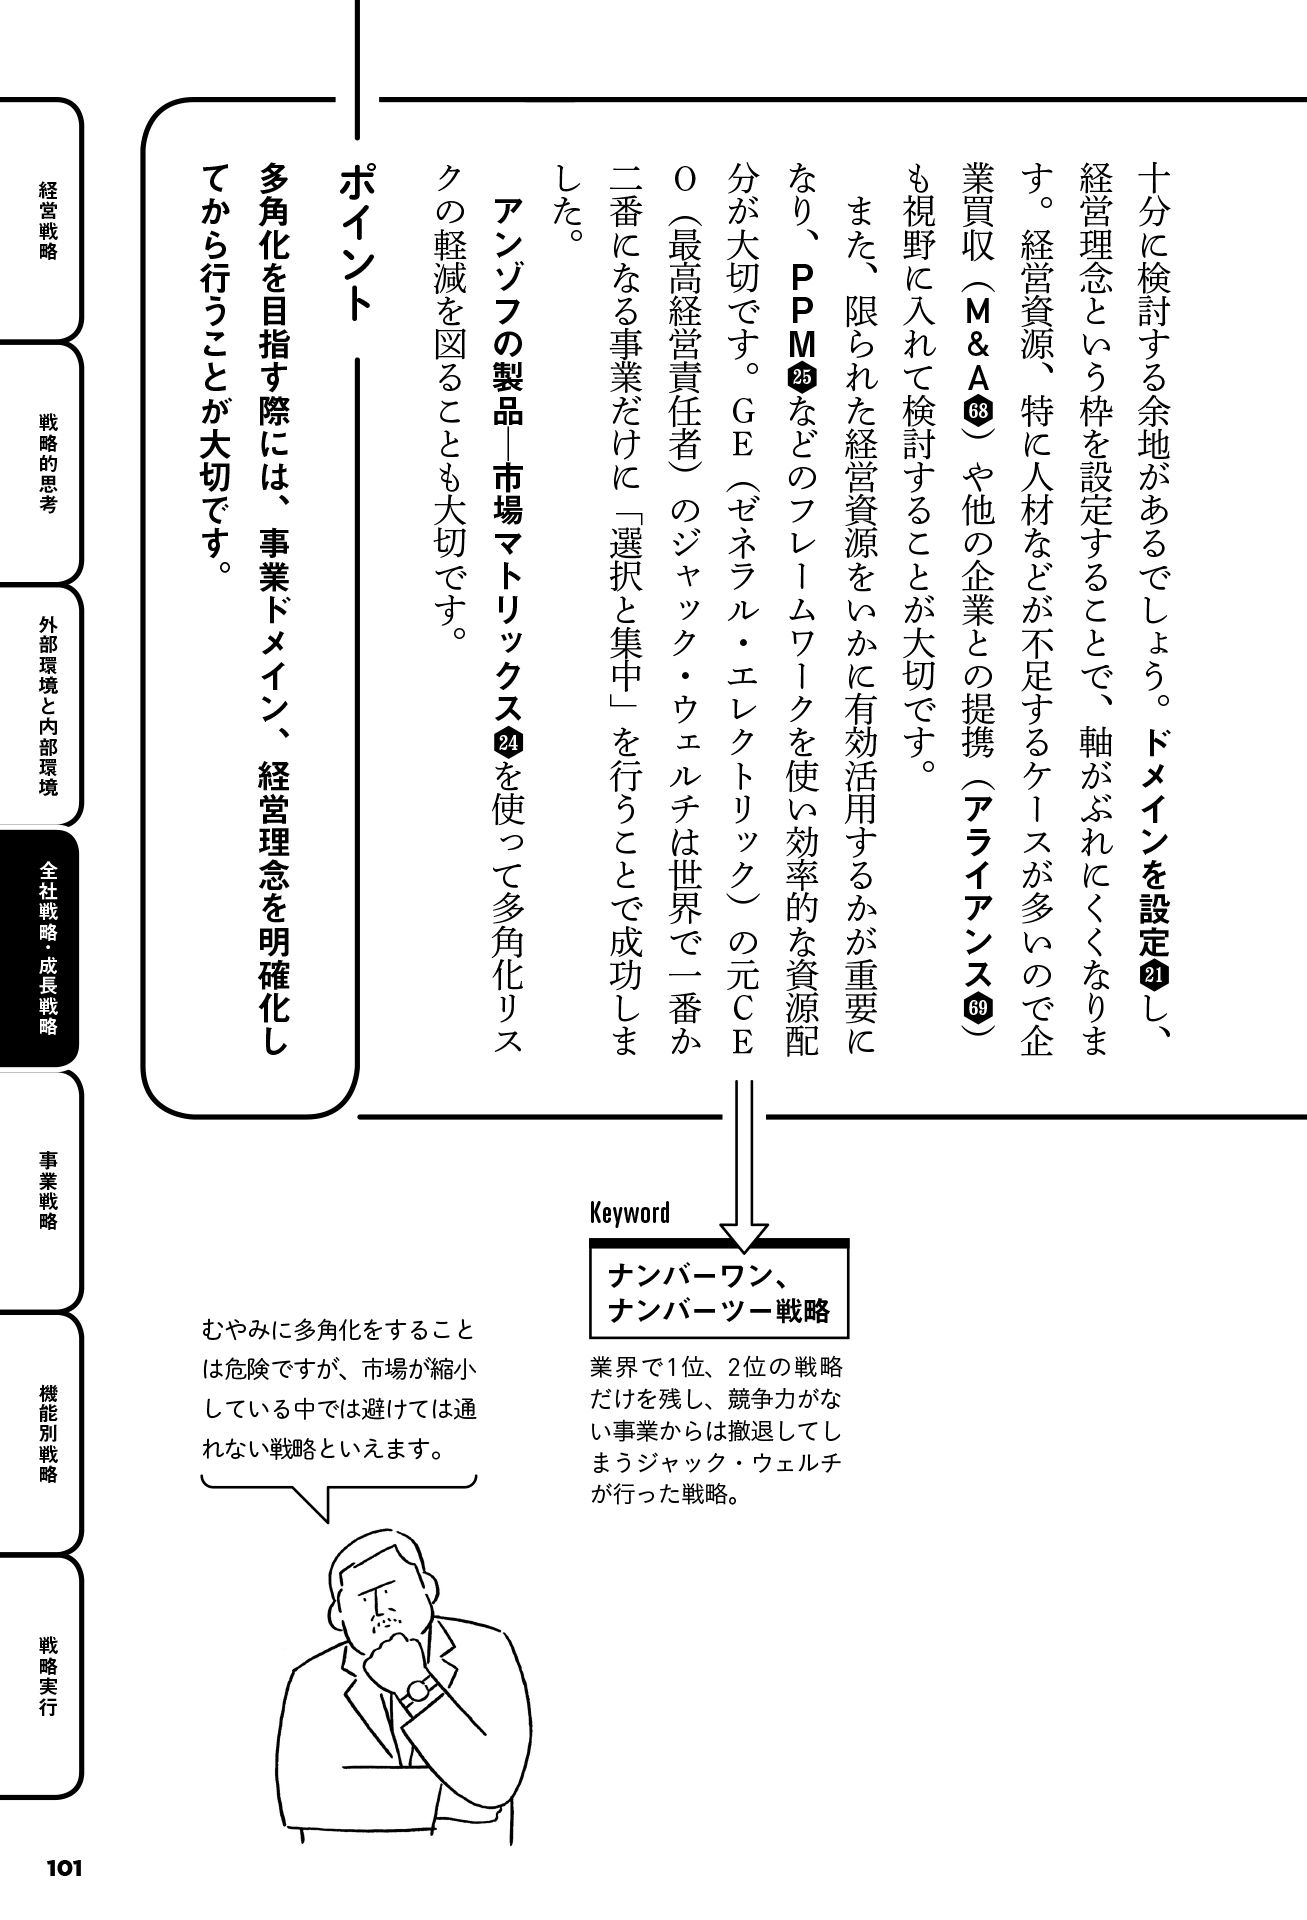 十分に検討する余地があるでしょう。ドメインを設定21し、
経営理念という枠を設定することで、軸がぶれにくくなりま
す。経営資源、特に人材などが不足するケースが多いので企
業買収（M&A68）や他の企業との提携（アライアンス69）
も視野に入れて検討することが大切です。
また、限られた経営資源をいかに有効活用するかが重要に
なり、PPM25などのフレームワークを使い効率的な資源配
分が大切です。GE（ゼネラル・エレクトリック）の元CE
O（最高経営責任者）のジャック・ウェルチは世界で一番か
二番になる事業だけに「選択と集中」を行うことで成功しま
した。
アンゾフの製品―市場マトリックス24を使って多角化リス
クの軽減を図ることも大切です。
ポイント
多角化を目指す際には、事業ドメイン、経営理念を明確化し
てから行うことが大切です。
Keyword
ナンバーワン、
ナンバーツー戦略
業界で1位、2位の戦略
だけを残し、競争力がな
い事業からは撤退してし
まうジャック・ウェルチ
が行った戦略。
むやみに多角化をすること
は危険ですが、市場が縮小
している中では避けては通
れない戦略といえます。
経営戦略
戦略的思考
外部環境と内部環境
全社戦略・成長戦略
事業戦略
機能別戦略
戦略実行
101